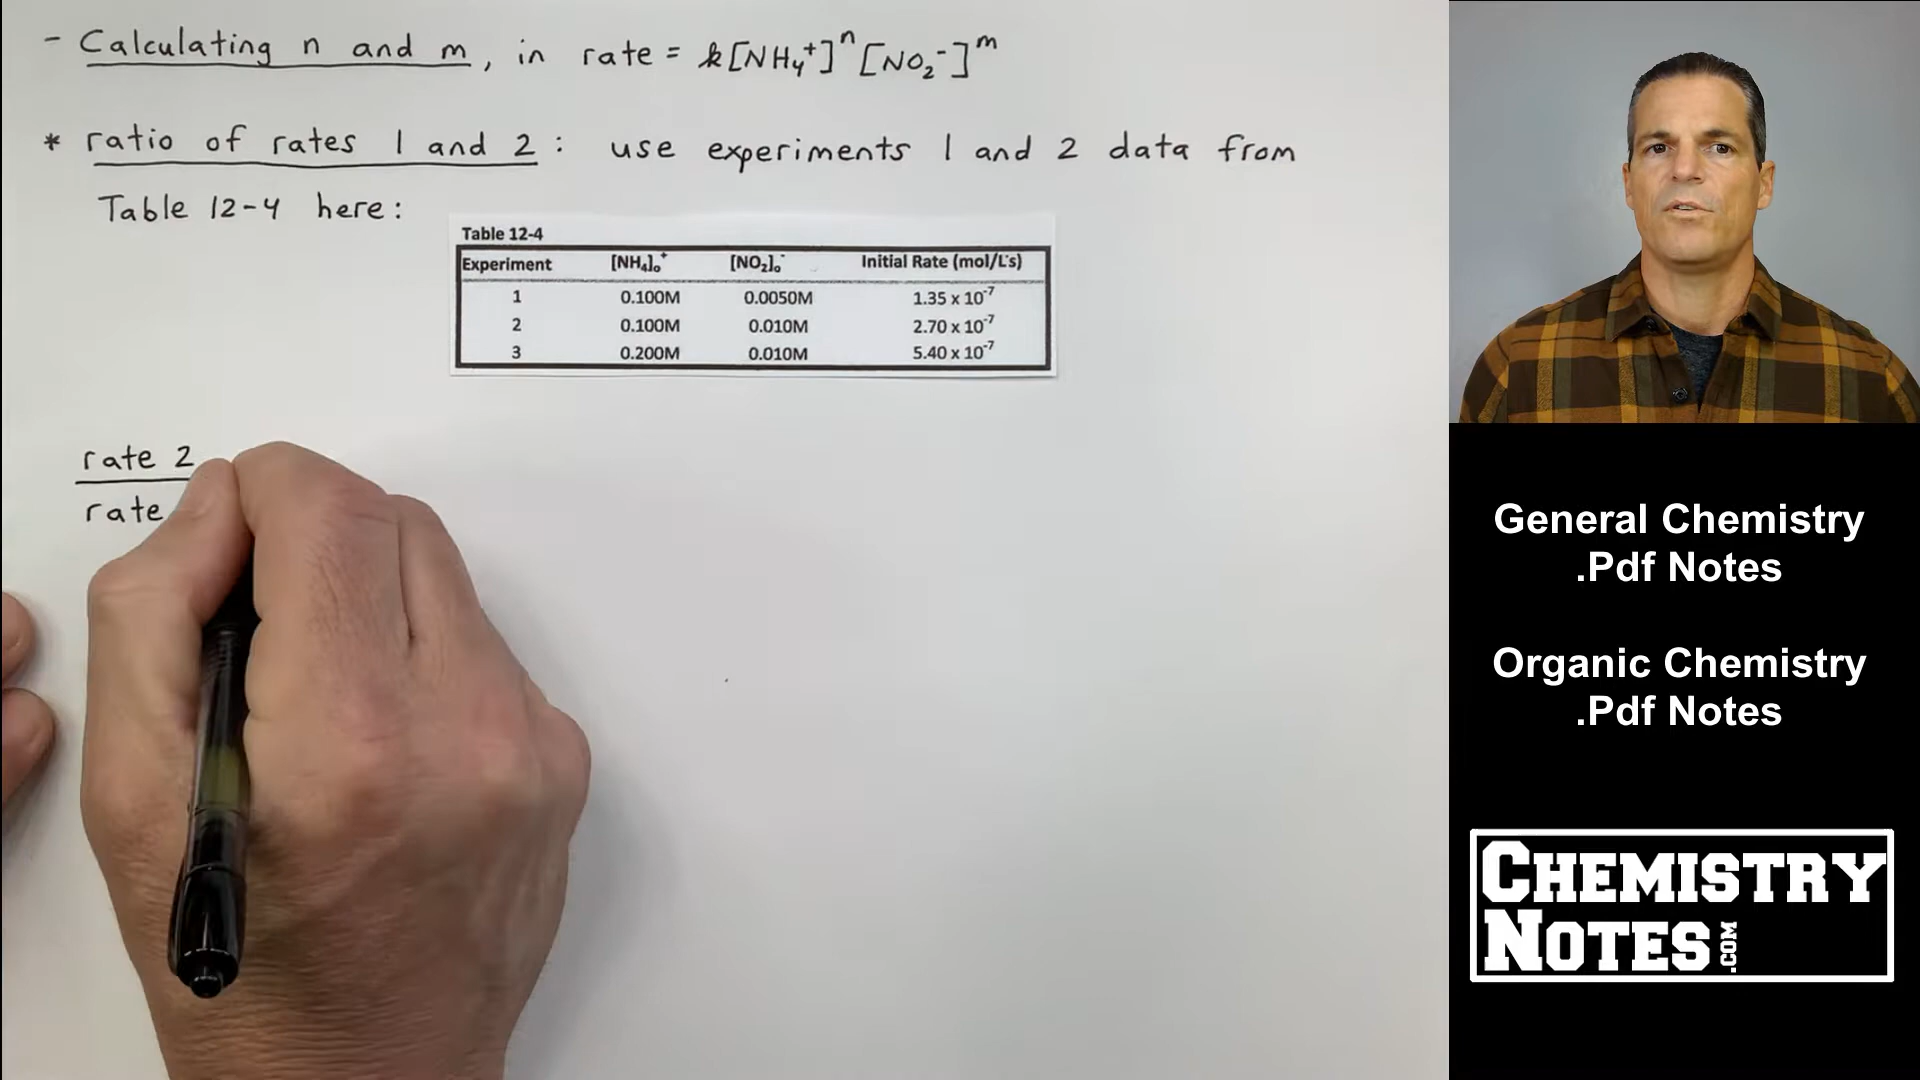 - Calculating n and m, in rate = k[NH₄⁺]ⁿ[NO₂⁻]ᵐ
* ratio of rates 1 and 2 : use experiments 1 and 2 data from
Table 12-4 here:
Table 12-4
Experiment [NH₄]ₒ⁺ [NO₂]ₒ⁻ Initial Rate (mol/L·s)
1 0.100M 0.0050M 1.35 x 10⁻⁷
2 0.100M 0.010M 2.70 x 10⁻⁷
3 0.200M 0.010M 5.40 x 10⁻⁷
rate 2
rate
General Chemistry
.Pdf Notes
Organic Chemistry
.Pdf Notes
CHEMISTRY
NOTES.COM